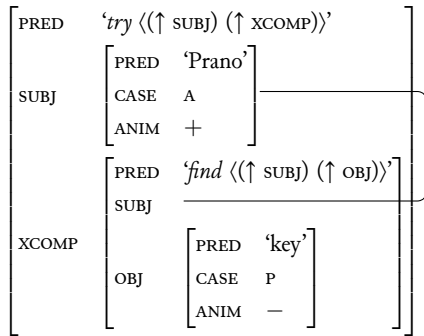 PRED ‘try ⟨(↑ SUBJ) (↑ XCOMP)⟩’
PRED ‘Prano’
SUBJ CASE A
ANIM +
PRED ‘find ⟨(↑ SUBJ) (↑ OBJ)⟩’
SUBJ
XCOMP PRED ‘key’
OBJ CASE P
ANIM −